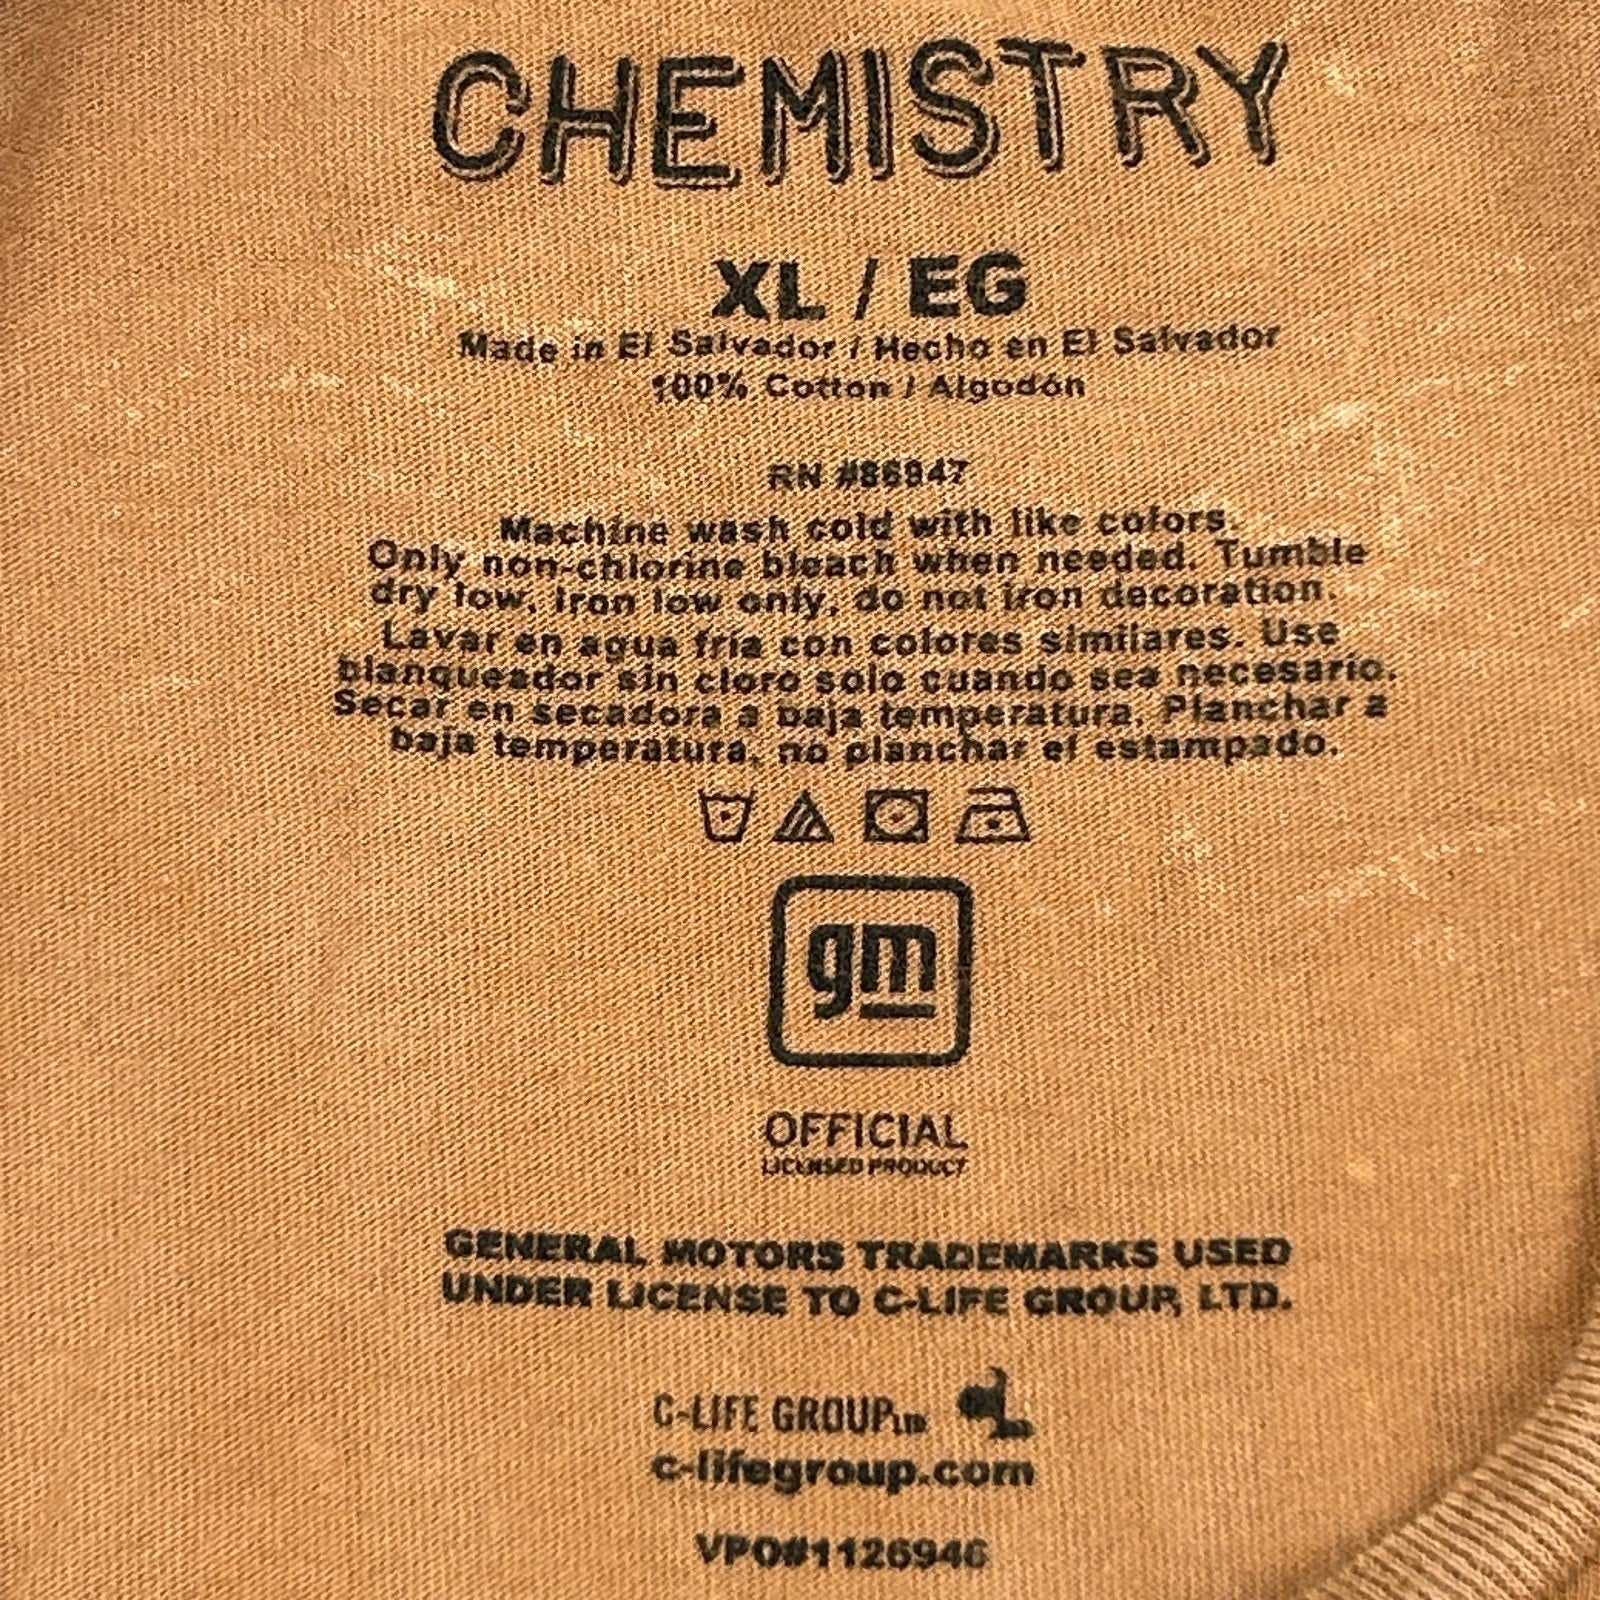 CHEMISTRY
XL / EG
Made in El Salvador / Hecho en El Salvador
100% Cotton / Algodón
RN #86947
Machine wash cold with like colors.
Only non-chlorine bleach when needed. Tumble
dry low, Iron low only, do not iron decoration.
Lavar en agua fría con colores similares. Use
blanqueador sin cloro solo cuando sea necesario.
Secar en secadora a baja temperatura. Planchar a
baja temperatura, no planchar el estampado.
gm
OFFICIAL
LICENSED PRODUCT
GENERAL MOTORS TRADEMARKS USED
UNDER LICENSE TO C-LIFE GROUP, LTD.
C-LIFE GROUP, LTD.
c-lifegroup.com
VPO#1126946